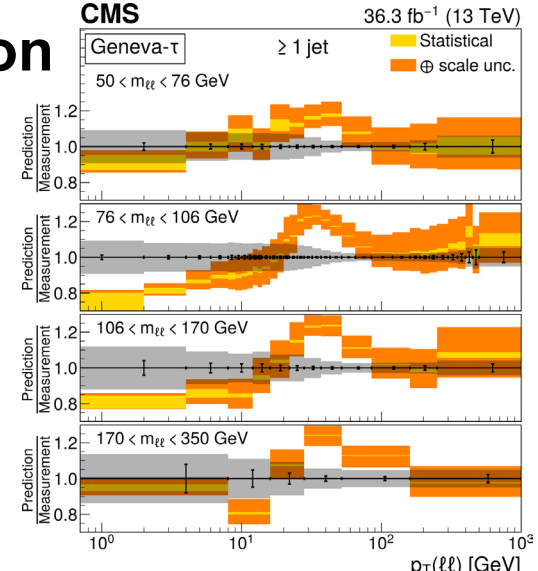 on
CMS
36.3 fb⁻¹ (13 TeV)
Geneva-τ
≥ 1 jet
Statistical
⊕ scale unc.
50 < mℓℓ < 76 GeV
Prediction
Measurement
1.2
1.0
0.8
76 < mℓℓ < 106 GeV
Prediction
Measurement
1.2
1.0
0.8
106 < mℓℓ < 170 GeV
Prediction
Measurement
1.2
1.0
0.8
170 < mℓℓ < 350 GeV
Prediction
Measurement
1.2
1.0
0.8
10⁰
10¹
10²
10³
p_T(ℓℓ) [GeV]